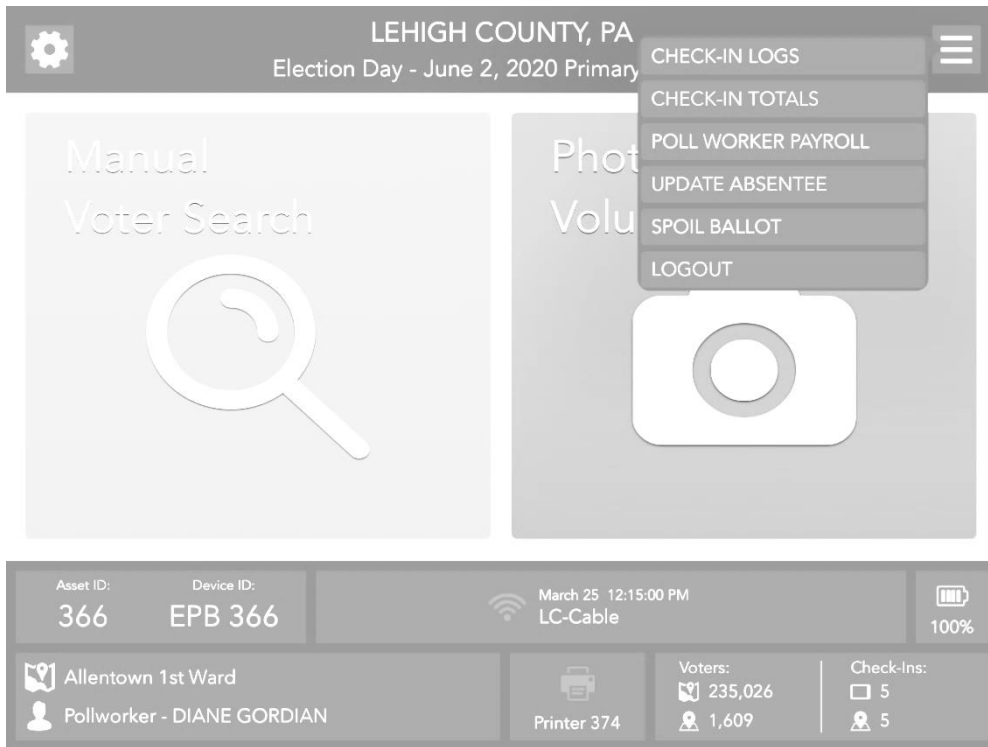 LEHIGH COUNTY, PA
Election Day - June 2, 2020 Primary
CHECK-IN LOGS
CHECK-IN TOTALS
POLL WORKER PAYROLL
UPDATE ABSENTEE
SPOIL BALLOT
LOGOUT
Manual
Voter Search
Phot
Volu
Asset ID:
366
Device ID:
EPB 366
March 25 12:15:00 PM
LC-Cable
100%
Allentown 1st Ward
Pollworker - DIANE GORDIAN
Printer 374
Voters:
235,026
1,609
Check-Ins:
5
5